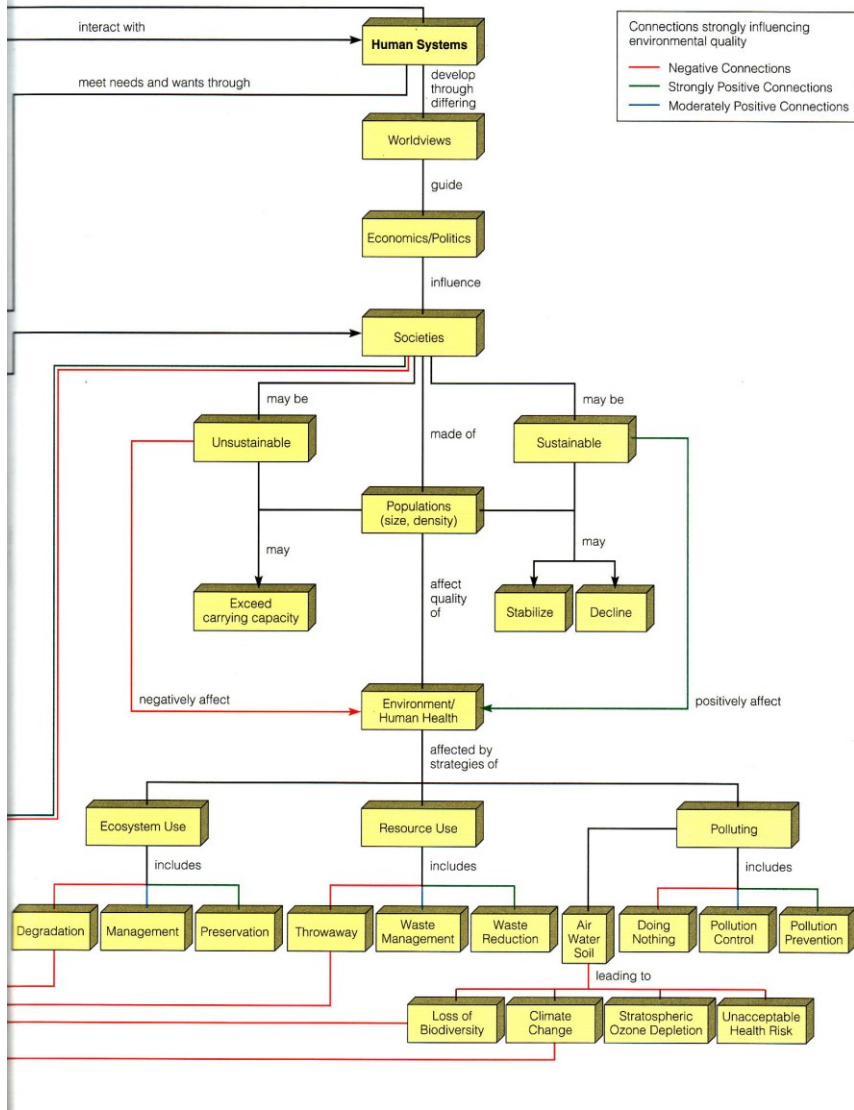 interact with
Human Systems
meet needs and wants through
develop
through
differing
Worldviews
guide
Economics/Politics
influence
Societies
Connections strongly influencing
environmental quality
Negative Connections
Strongly Positive Connections
Moderately Positive Connections
may be
made of
may be
Unsustainable
Sustainable
Populations
(size, density)
may
may
affect
quality
of
Exceed
carrying capacity
Stabilize
Decline
negatively affect
Environment/
Human Health
positively affect
affected by
strategies of
Ecosystem Use
Resource Use
Polluting
includes
includes
includes
Degradation
Management
Preservation
Throwaway
Waste
Management
Waste
Reduction
Air
Water
Soil
Doing
Nothing
Pollution
Control
Pollution
Prevention
leading to
Loss of
Biodiversity
Climate
Change
Stratospheric
Ozone Depletion
Unacceptable
Health Risk